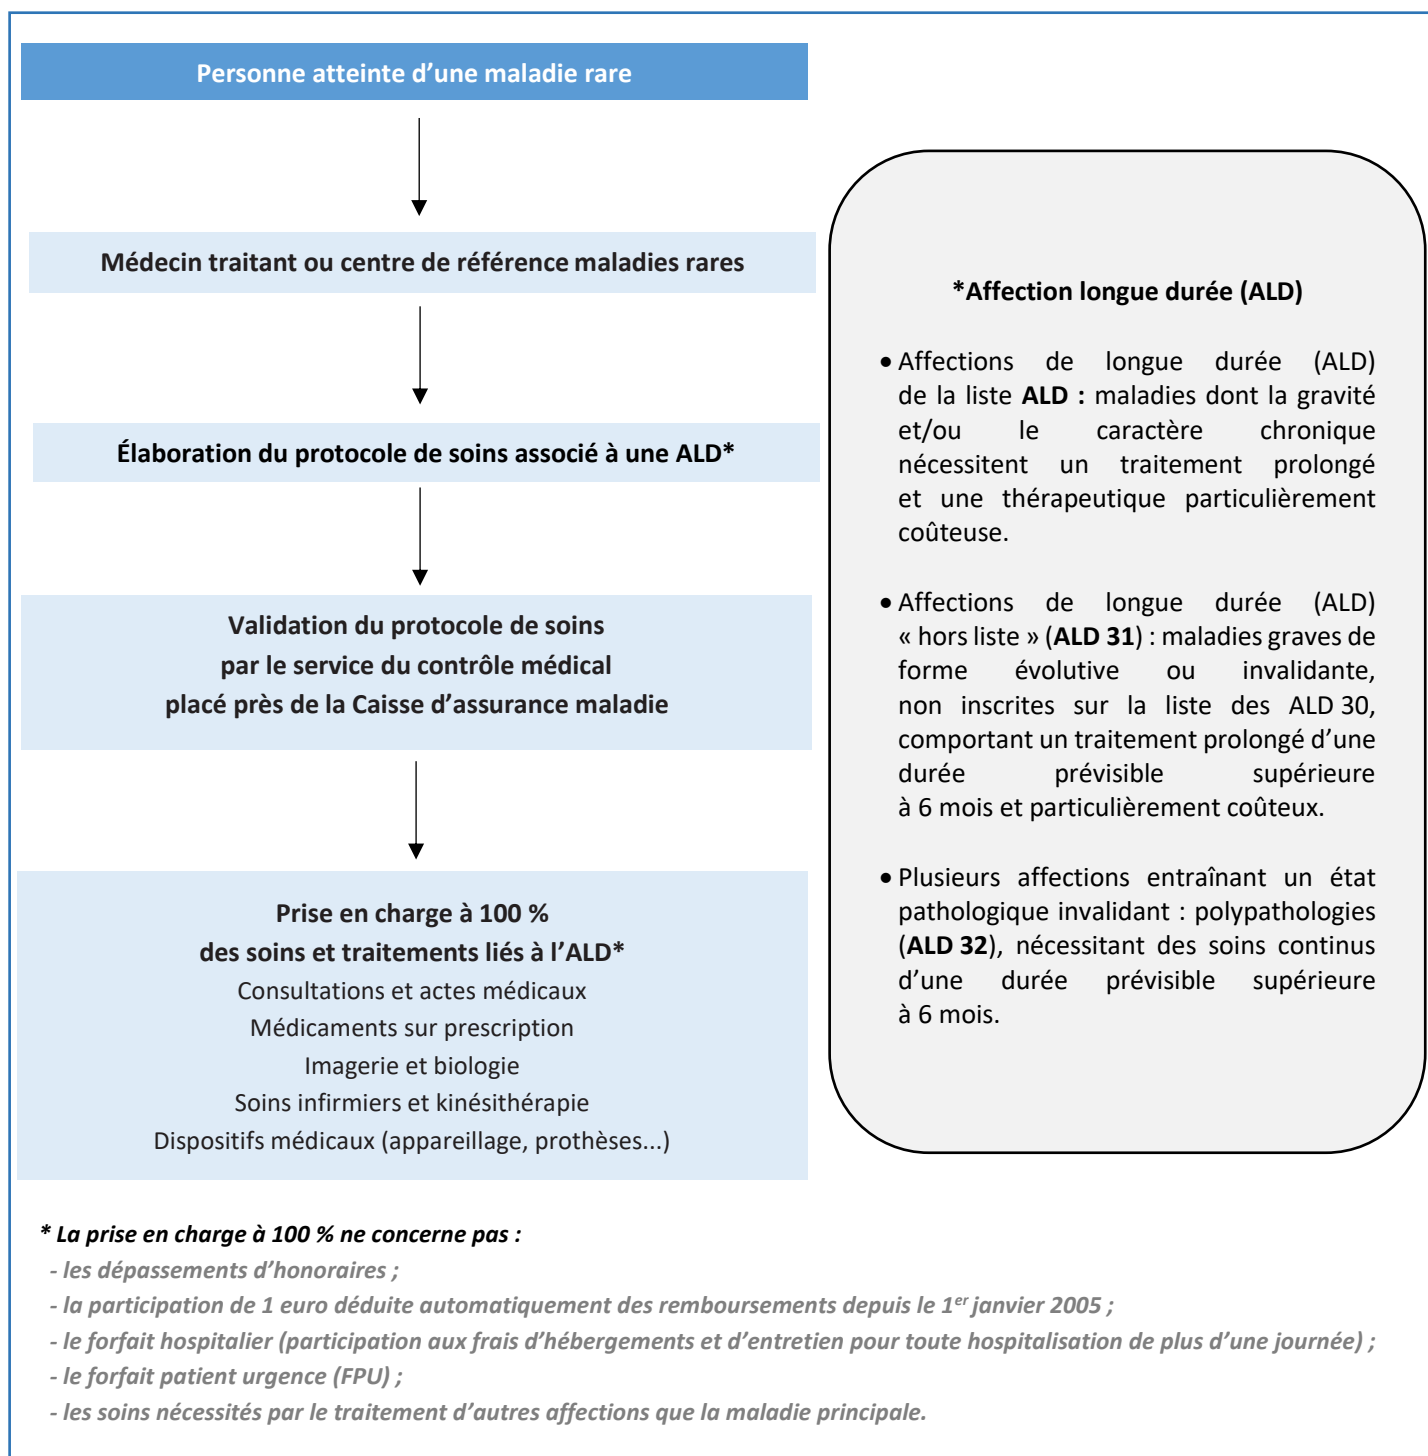 Personne atteinte d’une maladie rare
Médecin traitant ou centre de référence maladies rares
Élaboration du protocole de soins associé à une ALD*
Validation du protocole de soins
par le service du contrôle médical
placé près de la Caisse d’assurance maladie
Prise en charge à 100 %
des soins et traitements liés à l’ALD*
Consultations et actes médicaux
Médicaments sur prescription
Imagerie et biologie
Soins infirmiers et kinésithérapie
Dispositifs médicaux (appareillage, prothèses...)
*Affection longue durée (ALD)
• Affections de longue durée (ALD)
de la liste ALD : maladies dont la gravité
et/ou le caractère chronique
nécessitent un traitement prolongé
et une thérapeutique particulièrement
coûteuse.
• Affections de longue durée (ALD)
« hors liste » (ALD 31) : maladies graves de
forme évolutive ou invalidante,
non inscrites sur la liste des ALD 30,
comportant un traitement prolongé d’une
durée prévisible supérieure
à 6 mois et particulièrement coûteux.
• Plusieurs affections entraînant un état
pathologique invalidant : polypathologies
(ALD 32), nécessitant des soins continus
d’une durée prévisible supérieure
à 6 mois.
* La prise en charge à 100 % ne concerne pas :
- les dépassements d’honoraires ;
- la participation de 1 euro déduite automatiquement des remboursements depuis le 1er janvier 2005 ;
- le forfait hospitalier (participation aux frais d’hébergements et d’entretien pour toute hospitalisation de plus d’une journée) ;
- le forfait patient urgence (FPU) ;
- les soins nécessités par le traitement d’autres affections que la maladie principale.